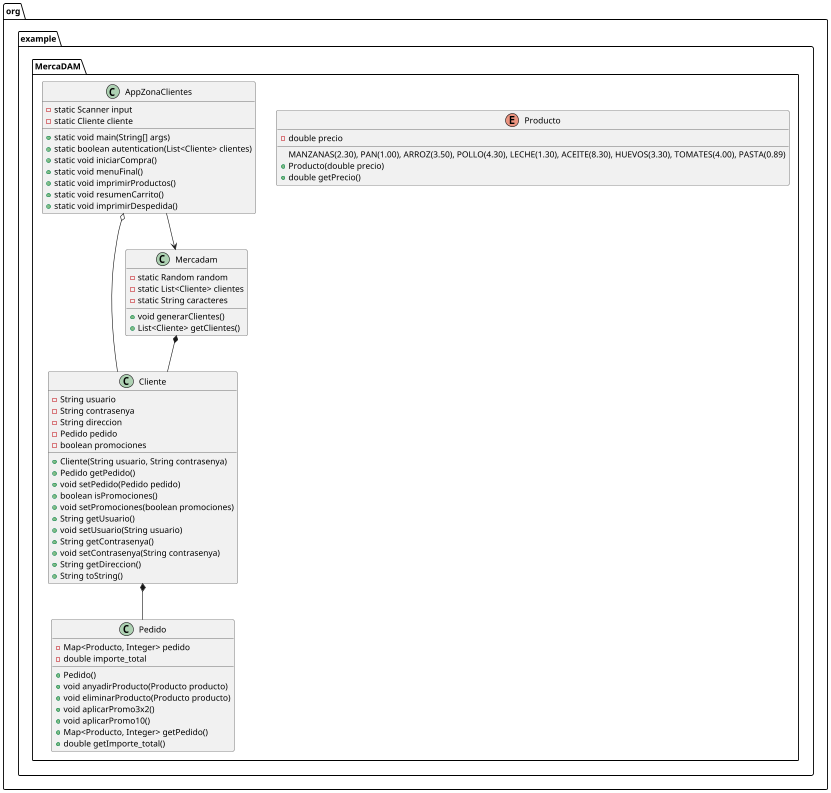 org
example
MercaDAM
C AppZonaClientes
static Scanner input
static Cliente cliente
static void main(String[] args)
static boolean autentication(List<Cliente> clientes)
static void iniciarCompra()
static void menuFinal()
static void imprimirProductos()
static void resumenCarrito()
static void imprimirDespedida()
E Producto
double precio
MANZANAS(2.30), PAN(1.00), ARROZ(3.50), POLLO(4.30), LECHE(1.30), ACEITE(8.30), HUEVOS(3.30), TOMATES(4.00), PASTA(0.89)
Producto(double precio)
double getPrecio()
C Mercadam
static Random random
static List<Cliente> clientes
static String caracteres
void generarClientes()
List<Cliente> getClientes()
C Cliente
String usuario
String contrasenya
String direccion
Pedido pedido
boolean promociones
Cliente(String usuario, String contrasenya)
Pedido getPedido()
void setPedido(Pedido pedido)
boolean isPromociones()
void setPromociones(boolean promociones)
String getUsuario()
void setUsuario(String usuario)
String getContrasenya()
void setContrasenya(String contrasenya)
String getDireccion()
String toString()
C Pedido
Map<Producto, Integer> pedido
double importe_total
Pedido()
void anyadirProducto(Producto producto)
void eliminarProducto(Producto producto)
void aplicarPromo3x2()
void aplicarPromo10()
Map<Producto, Integer> getPedido()
double getImporte_total()